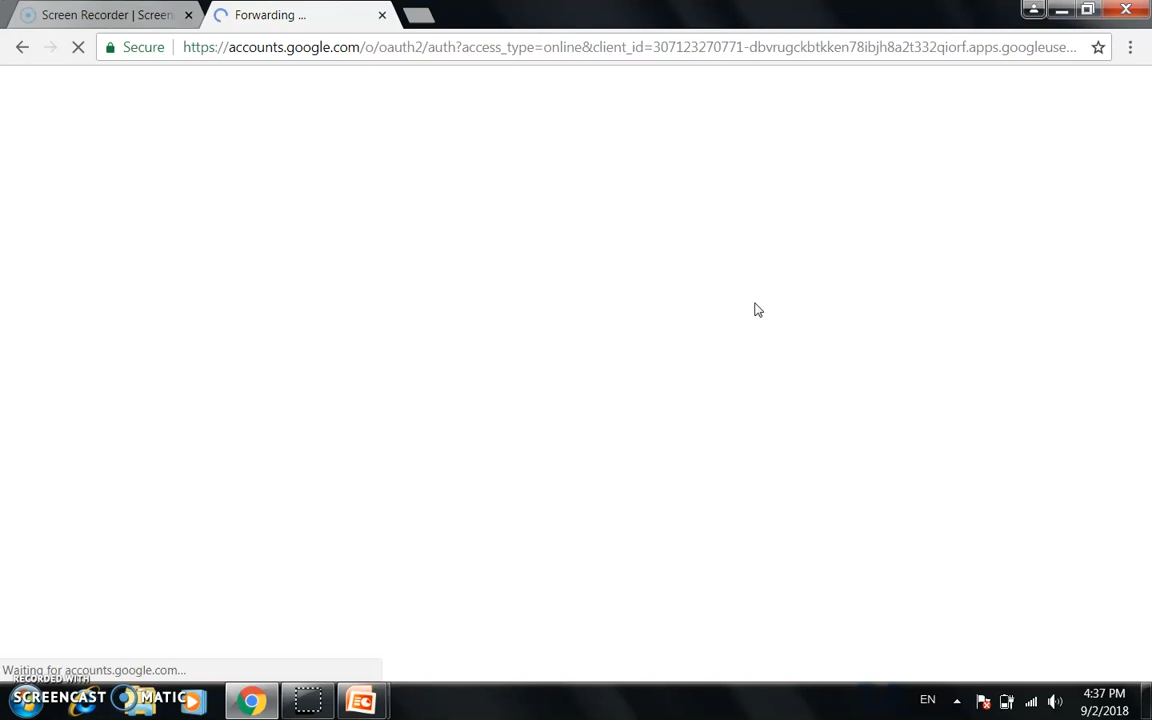 Screen Recorder | Screen
Forwarding ...
Secure
https://accounts.google.com/o/oauth2/auth?access_type=online&client_id=307123270771-dbvrugckbtkken78ibjh8a2t332qiorf.apps.googleuse...
Waiting for accounts.google.com...
RECORDED WITH
SCREENCAST MATIC
EN
4:37 PM
9/2/2018